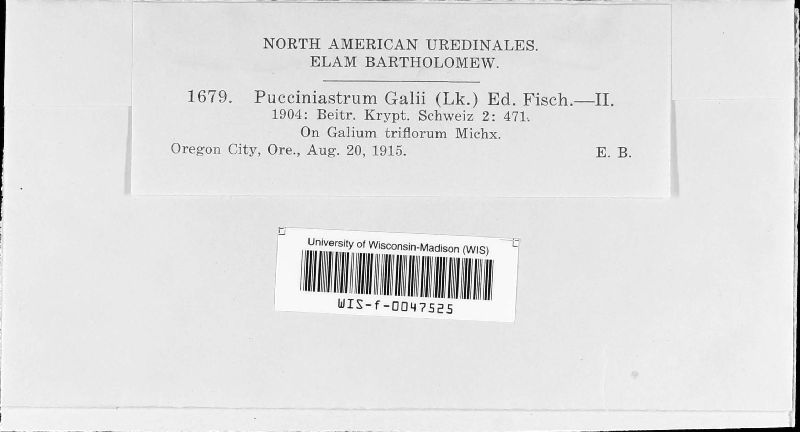 NORTH AMERICAN UREDINALES.
ELAM BARTHOLOMEW.
1679. Pucciniastrum Galii (Lk.) Ed. Fisch.—II.
1904: Beitr. Krypt. Schweiz 2: 471.
On Galium triflorum Michx.
Oregon City, Ore., Aug. 20, 1915. E. B.
University of Wisconsin-Madison (WIS)
WIS-f-0047525